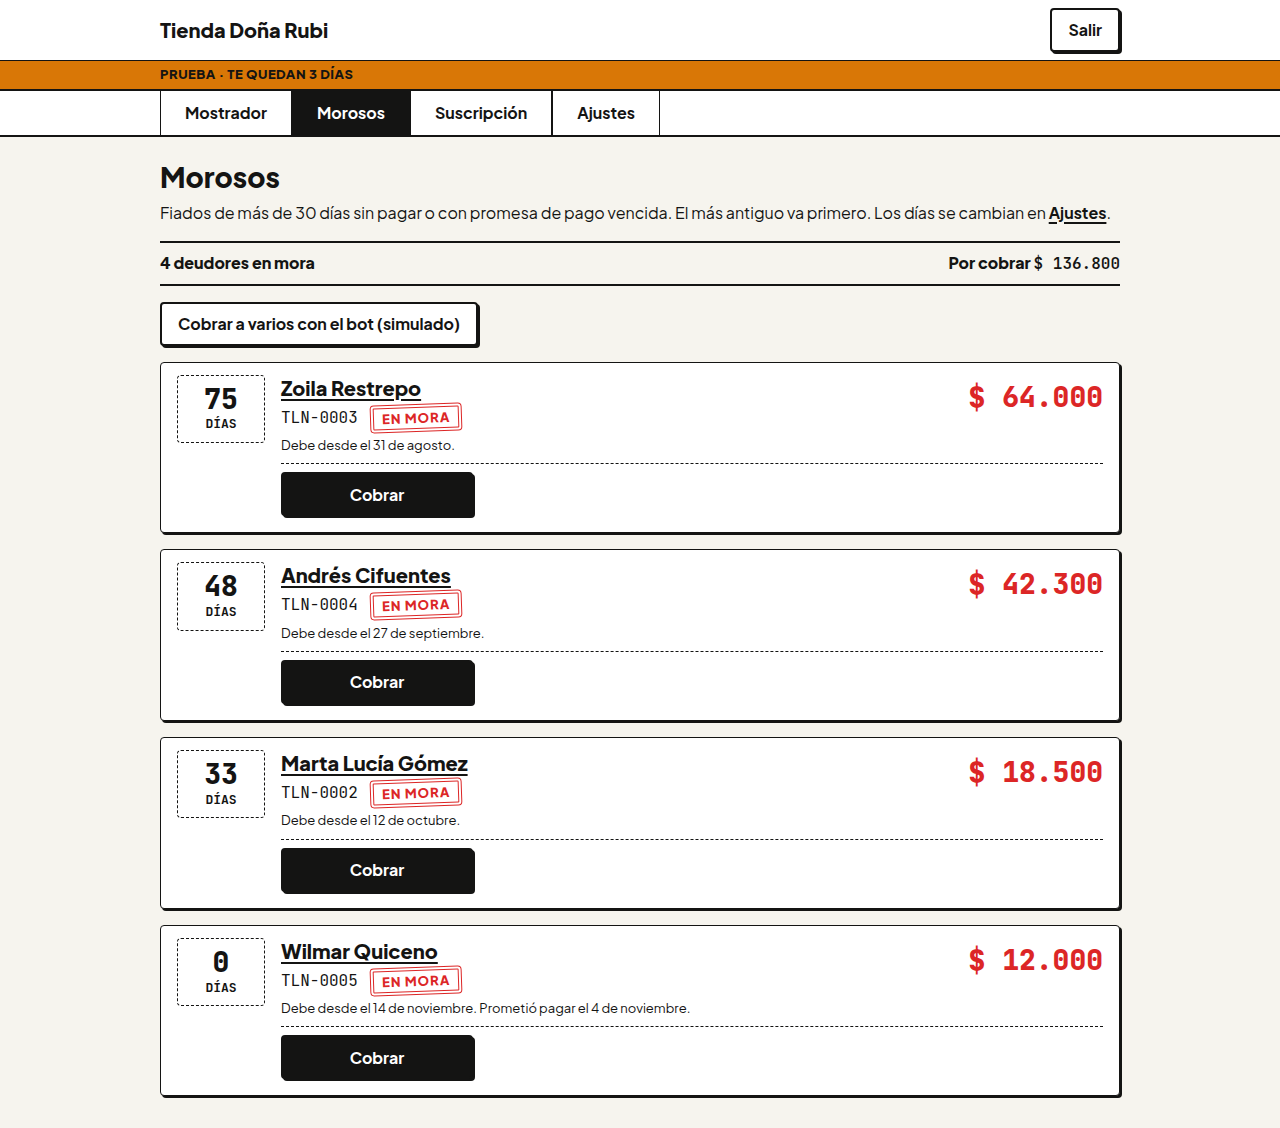 Tienda Doña Rubi
Salir
PRUEBA · TE QUEDAN 3 DÍAS
Mostrador
Morosos
Suscripción
Ajustes
Morosos
Fiados de más de 30 días sin pagar o con promesa de pago vencida. El más antiguo va primero. Los días se cambian en Ajustes.
4 deudores en mora
Por cobrar $ 136.800
Cobrar a varios con el bot (simulado)
75
DÍAS
Zoila Restrepo
TLN-0003
EN MORA
Debe desde el 31 de agosto.
$ 64.000
Cobrar
48
DÍAS
Andrés Cifuentes
TLN-0004
EN MORA
Debe desde el 27 de septiembre.
$ 42.300
Cobrar
33
DÍAS
Marta Lucía Gómez
TLN-0002
EN MORA
Debe desde el 12 de octubre.
$ 18.500
Cobrar
0
DÍAS
Wilmar Quiceno
TLN-0005
EN MORA
Debe desde el 14 de noviembre. Prometió pagar el 4 de noviembre.
$ 12.000
Cobrar